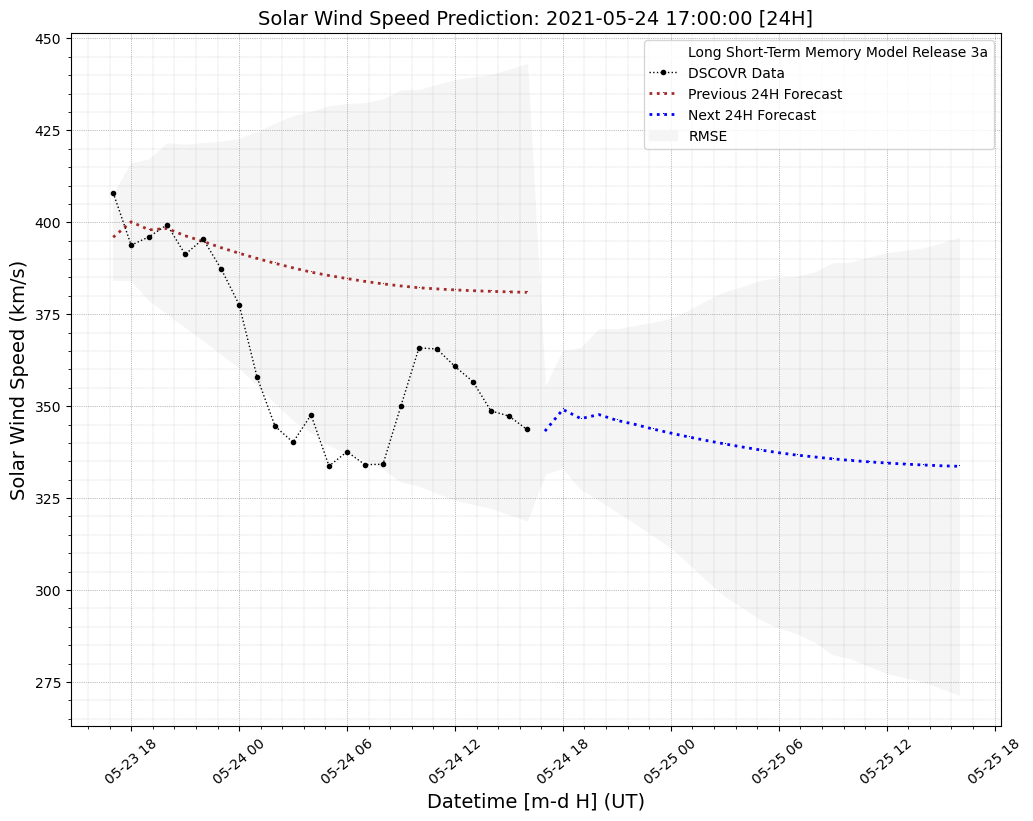 Solar Wind Speed Prediction: 2021-05-24 17:00:00 [24H]
Long Short-Term Memory Model Release 3a
DSCOVR Data
Previous 24H Forecast
Next 24H Forecast
RMSE
Solar Wind Speed (km/s)
450
425
400
375
350
325
300
275
05-23 18
05-24 00
05-24 06
05-24 12
05-24 18
05-25 00
05-25 06
05-25 12
05-25 18
Datetime [m-d H] (UT)